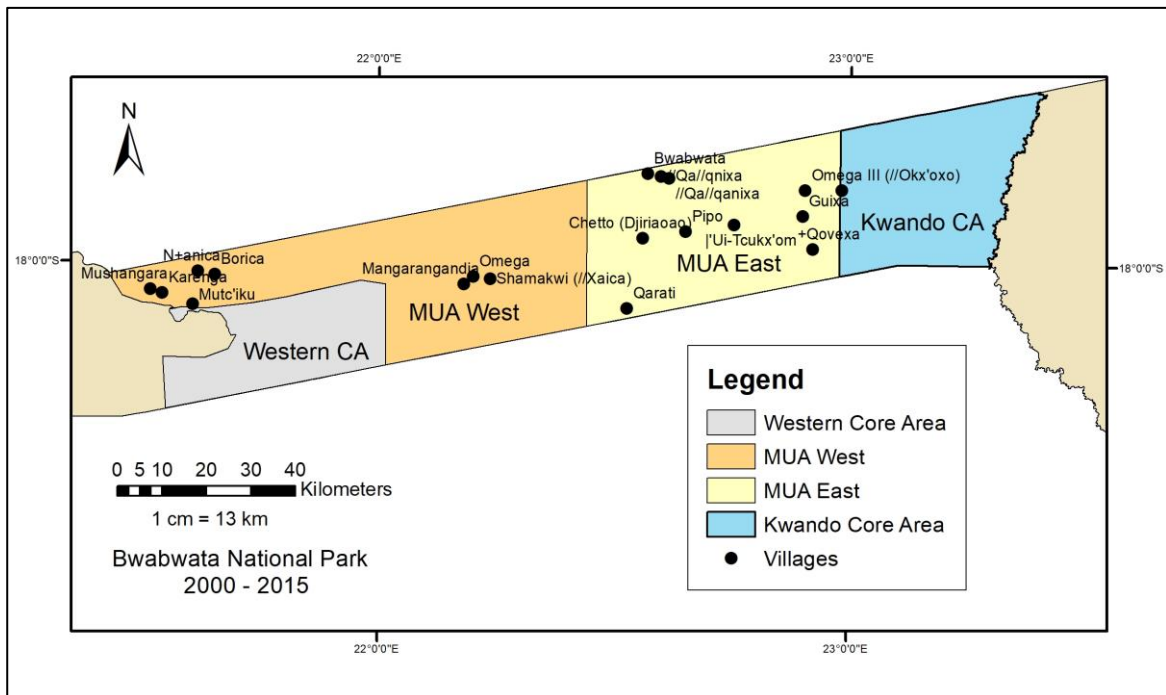 22°0'0"E
23°0'0"E
N
Bwabwata
//Qa//qnixa
//Qa//qanixa
Omega III (//Okx'oxo)
Guixa
Chetto (Djiriaoao)
Pipo
|'Ui-Tcukx'om
+Qovexa
Kwando CA
MUA East
18°0'0"S
18°0'0"S
N+anica
Borica
Mushangara
Karenga
Mutc'iku
Mangarangandja
Omega
Shamakwi (//Xaica)
MUA West
Qarati
Western CA
Legend
Western Core Area
MUA West
MUA East
Kwando Core Area
Villages
0 5 10 20 30 40
Kilometers
1 cm = 13 km
Bwabwata National Park
2000 - 2015
22°0'0"E
23°0'0"E